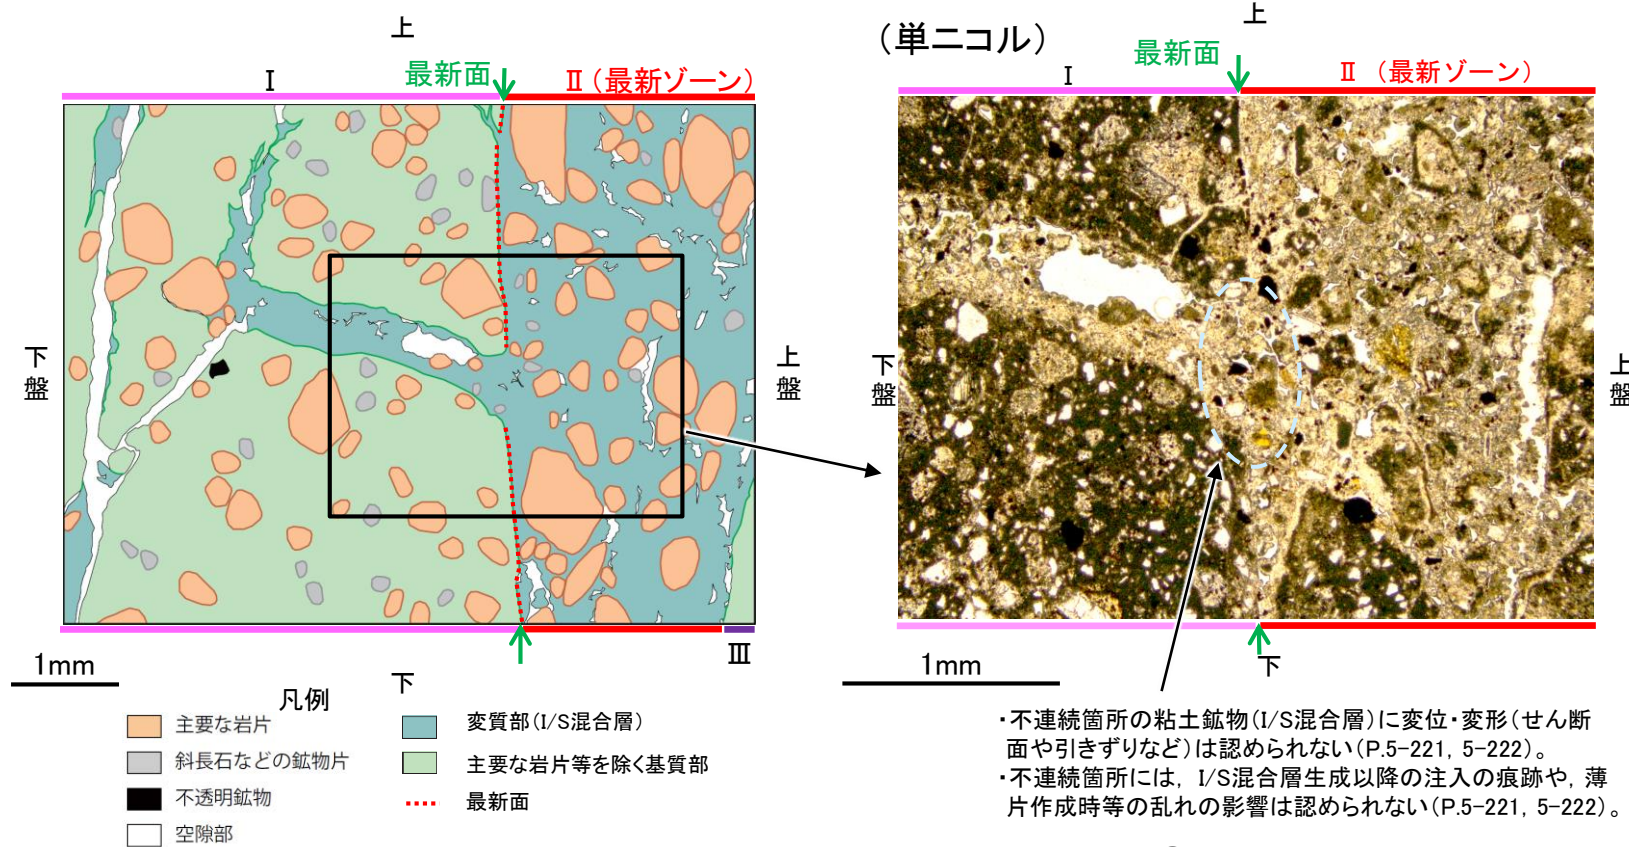 上
Ⅰ
最新面
Ⅱ（最新ゾーン）
下盤
上盤
Ⅲ
1mm
下
凡例
主要な岩片
斜長石などの鉱物片
不透明鉱物
空隙部
変質部(I/S混合層)
主要な岩片等を除く基質部
最新面
（単ニコル）
上
Ⅰ
最新面
Ⅱ （最新ゾーン）
下盤
上盤
1mm
下
・不連続箇所の粘土鉱物(I/S混合層)に変位・変形(せん断
面や引きずりなど)は認められない(P.5-221, 5-222)。
・不連続箇所には，I/S混合層生成以降の注入の痕跡や，薄
片作成時等の乱れの影響は認められない(P.5-221, 5-222)。